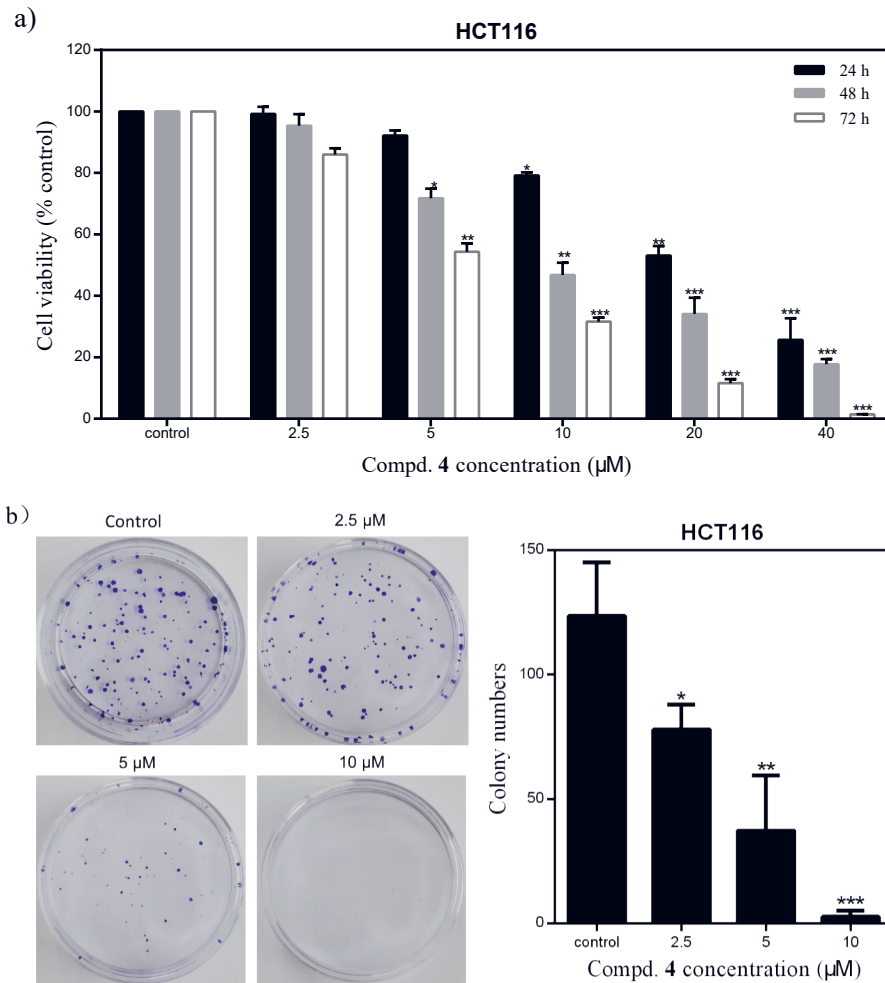 a)
HCT116
120
100
80
60
40
20
0
Cell viability (% control)
24 h
48 h
72 h
*
**
*
**
***
**
***
***
***
***
***
control 2.5 5 10 20 40
Compd. 4 concentration (µM)
b)
Control 2.5 µM
5 µM 10 µM
HCT116
150
100
50
0
Colony numbers
*
**
***
control 2.5 5 10
Compd. 4 concentration (µM)